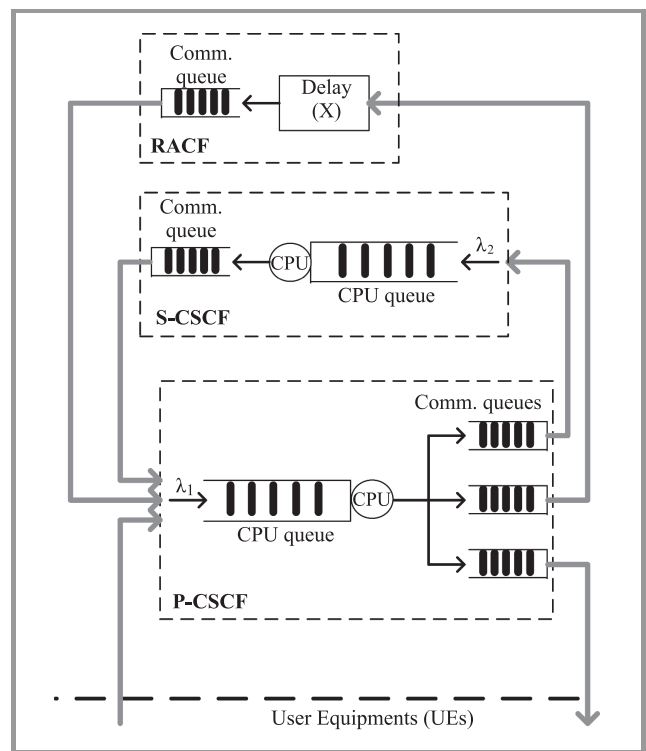 Comm.
queue
Delay
(X)
RACF
Comm.
queue
CPU
λ2
CPU queue
S-CSCF
Comm. queues
λ1
CPU
CPU queue
P-CSCF
User Equipments (UEs)